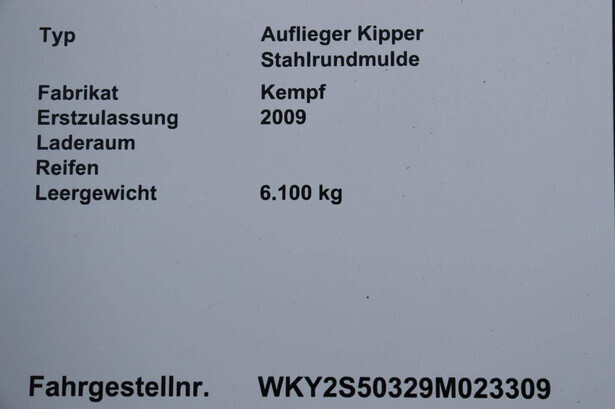 Typ Auflieger Kipper
Stahlrundmulde
Fabrikat Kempf
Erstzulassung 2009
Laderaum
Reifen
Leergewicht 6.100 kg
Fahrgestellnr. WKY2S50329M023309